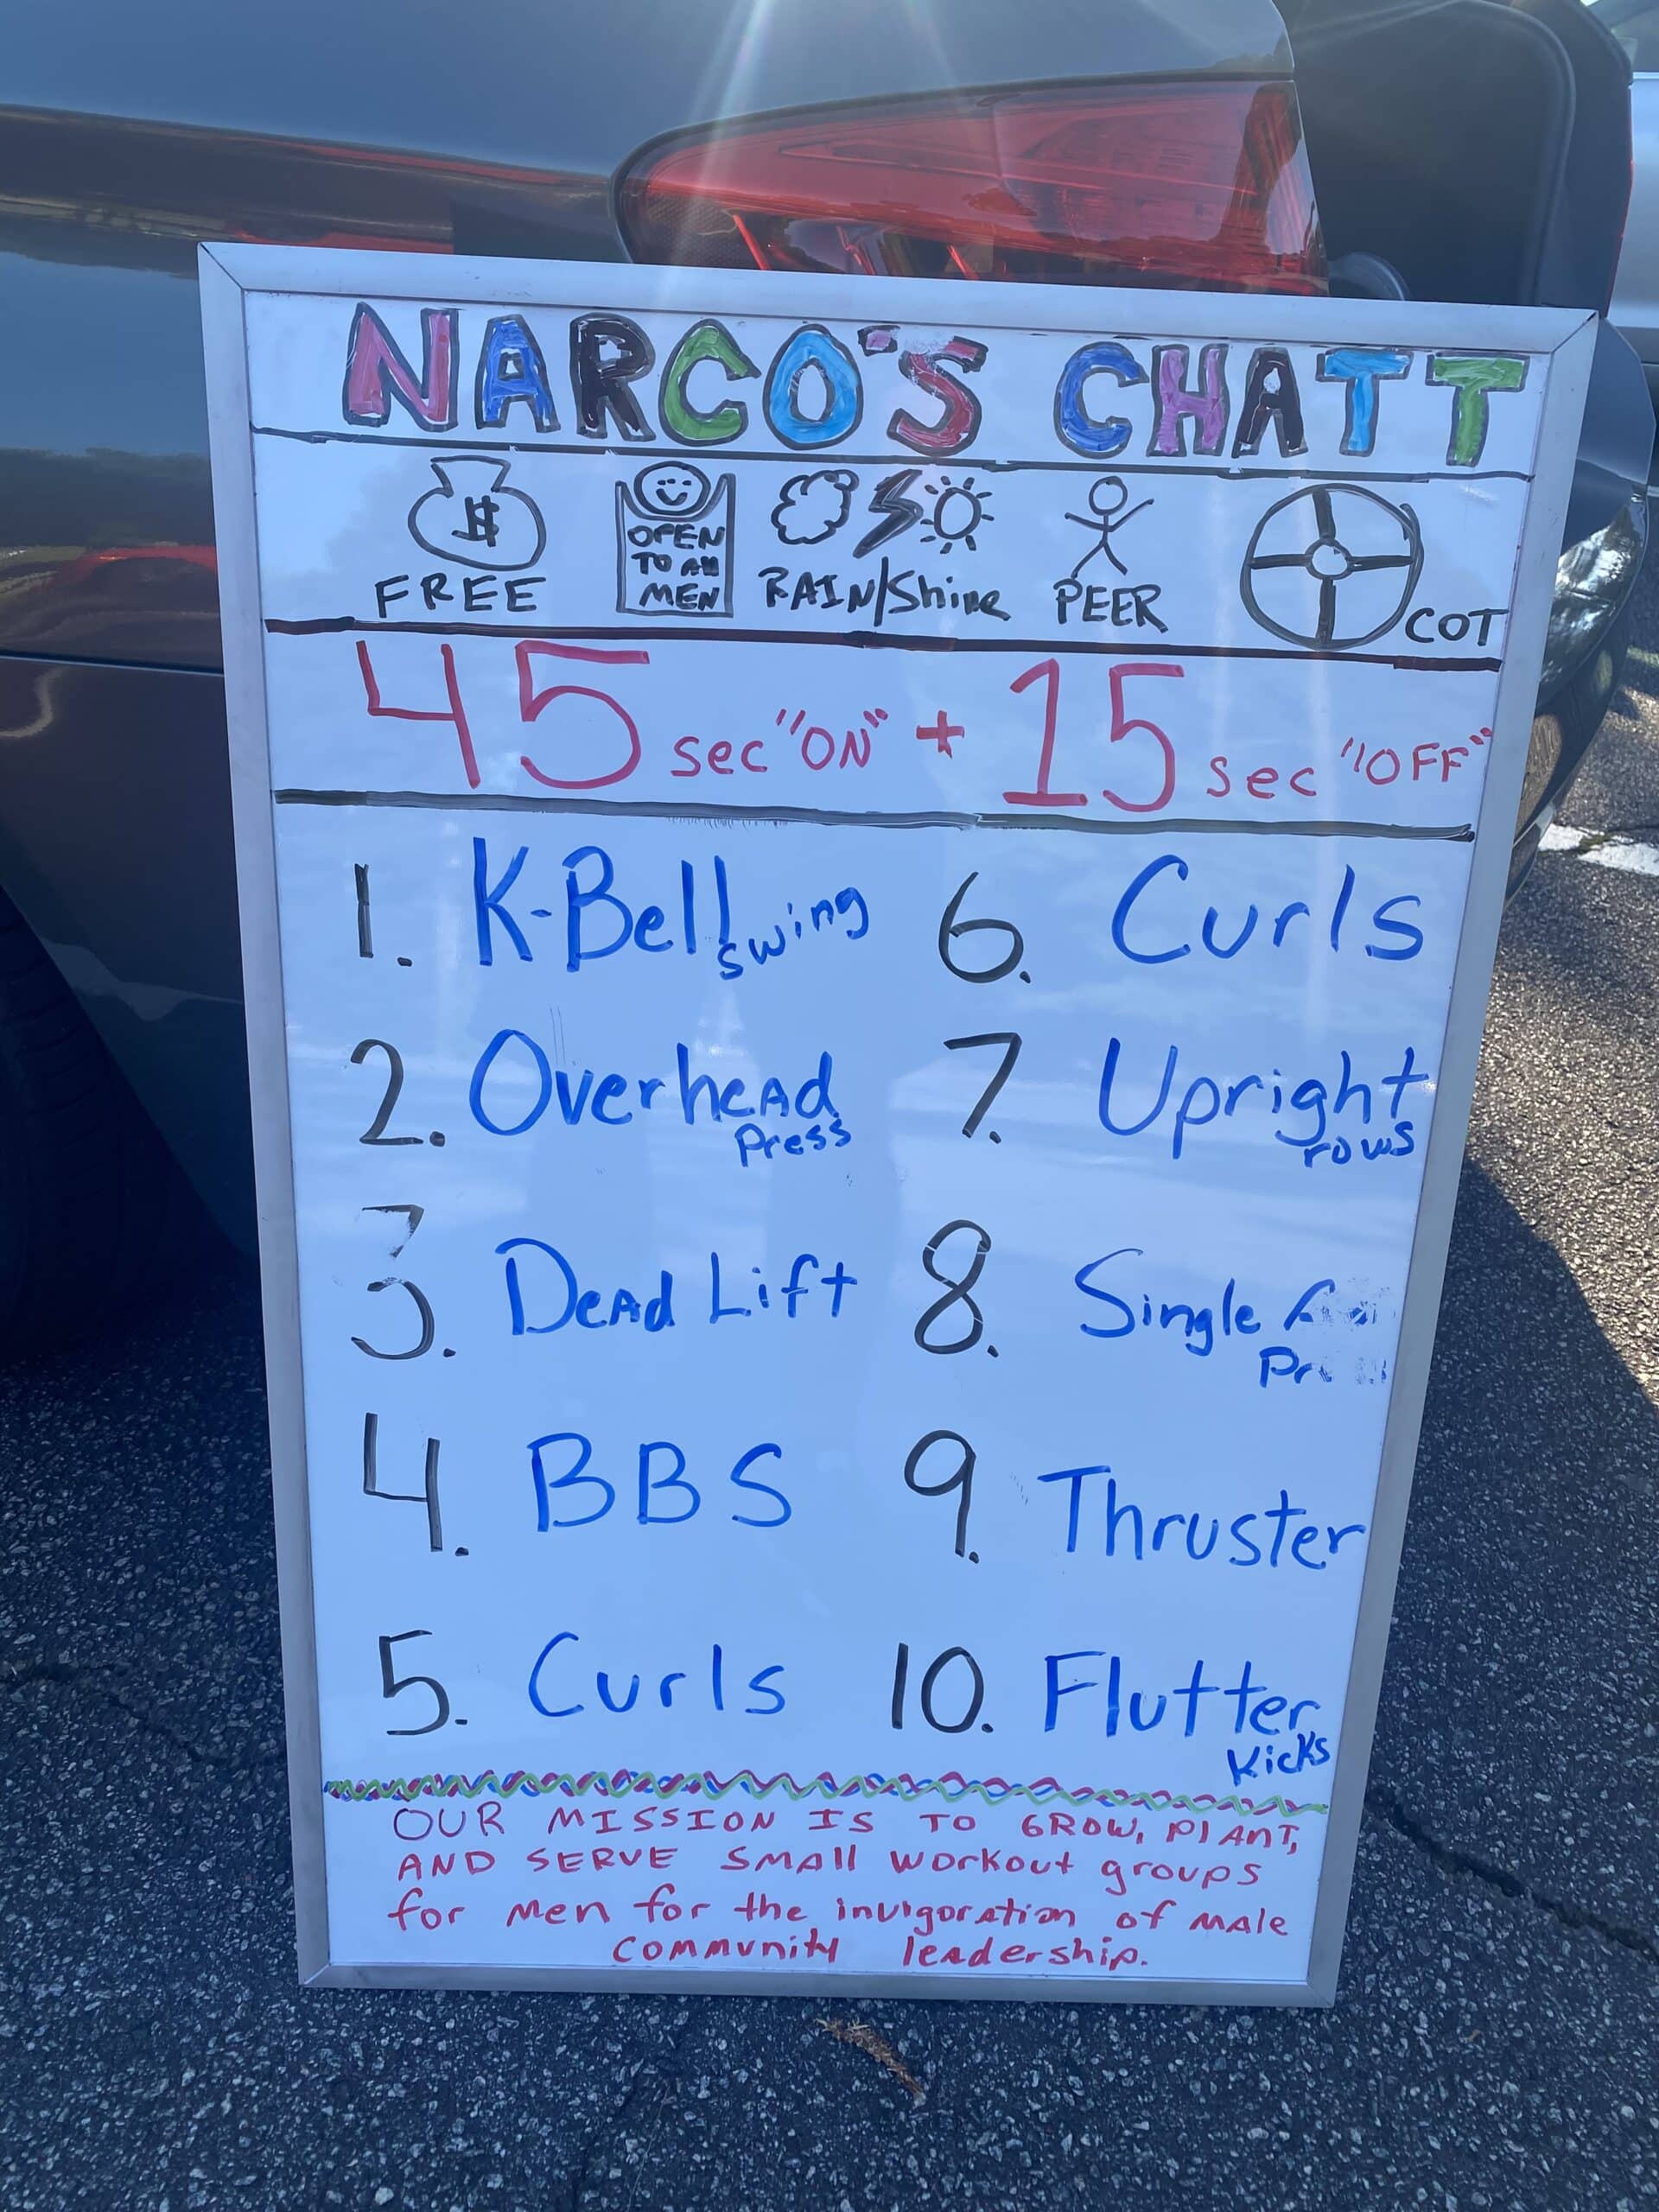 NARCO'S CHATT
$
FREE
OPEN
TO All
MEN
RAIN/Shine
PEER
COT
45 sec "ON" + 15 sec "OFF"
1. K-Bell swing
2. Overhead Press
3. Dead Lift
4. BBS
5. Curls
6. Curls
7. Upright rows
8. Single
9. Thruster
10. Flutter Kicks
OUR MISSION IS TO GROW, PlANT,
AND SERVE SMAll workout groups
for men for the invigoration of male
community leadership.